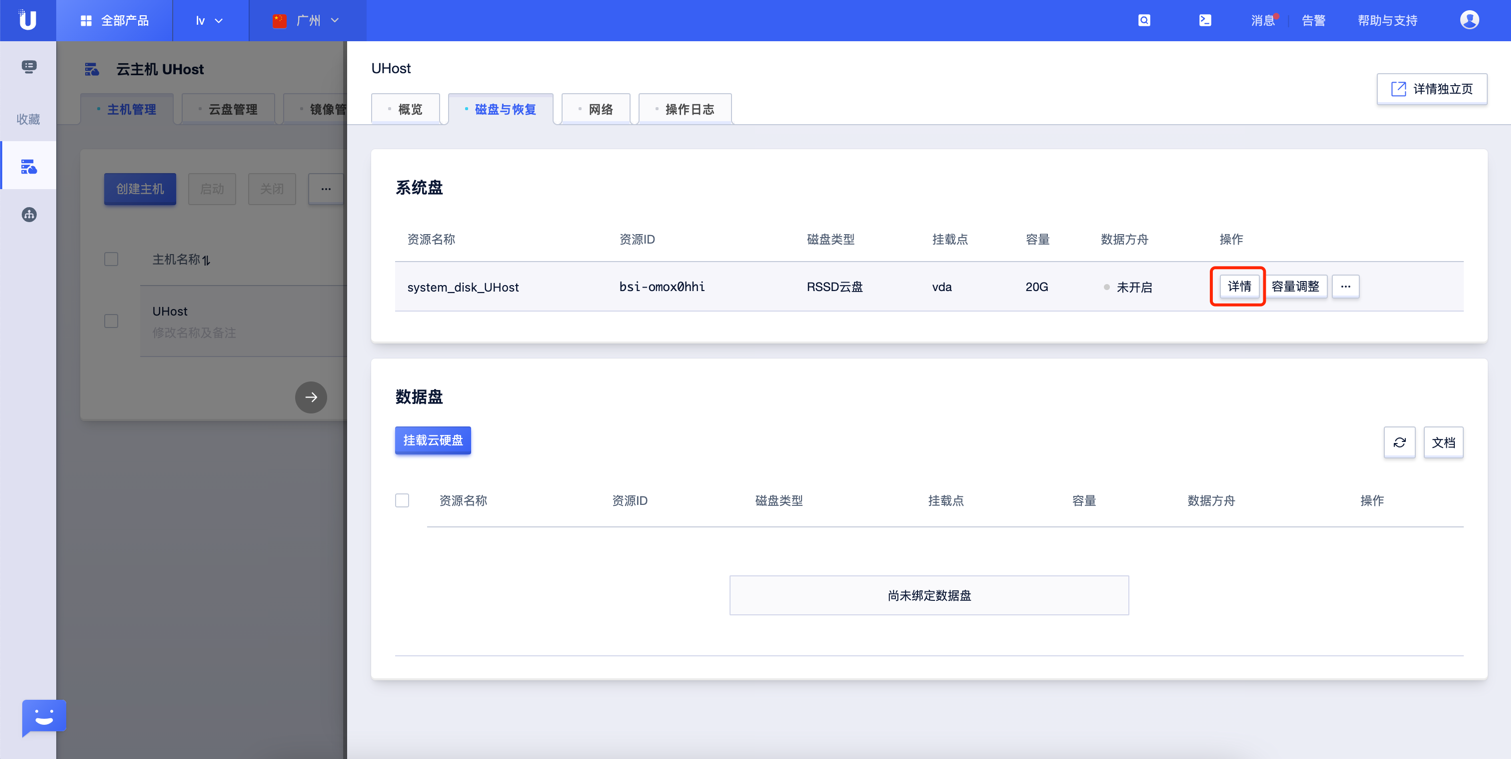 全部产品
lv
广州
消息
告警
帮助与支持
收藏
云主机 UHost
主机管理
云盘管理
镜像管
创建主机
启动
关闭
...
主机名称
UHost
修改名称及备注
UHost
详情独立页
概览
磁盘与恢复
网络
操作日志
系统盘
资源名称 资源ID 磁盘类型 挂载点 容量 数据方舟 操作
system_disk_UHost bsi-omox0hhi RSSD云盘 vda 20G 未开启 详情 容量调整 ...
数据盘
挂载云硬盘
文档
资源名称 资源ID 磁盘类型 挂载点 容量 数据方舟 操作
尚未绑定数据盘